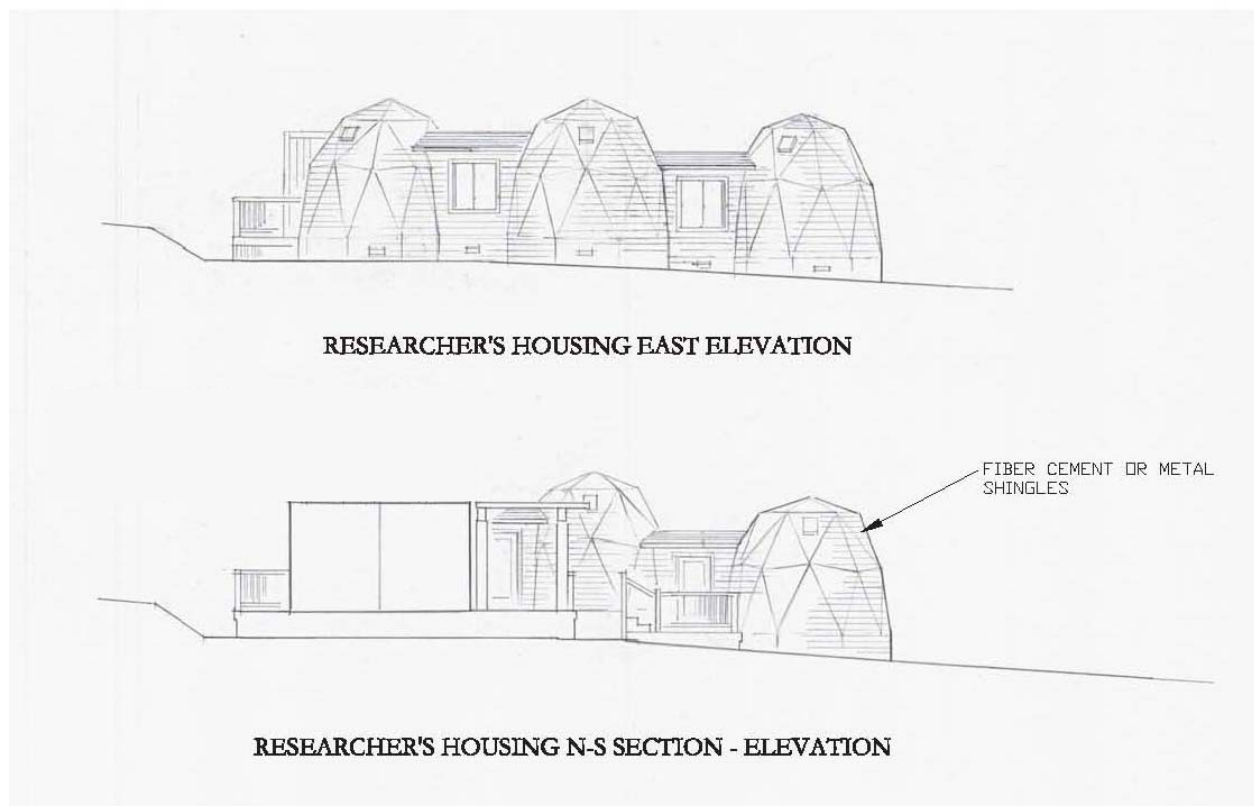 RESEARCHER'S HOUSING EAST ELEVATION
FIBER CEMENT OR METAL
SHINGLES
RESEARCHER'S HOUSING N-S SECTION - ELEVATION